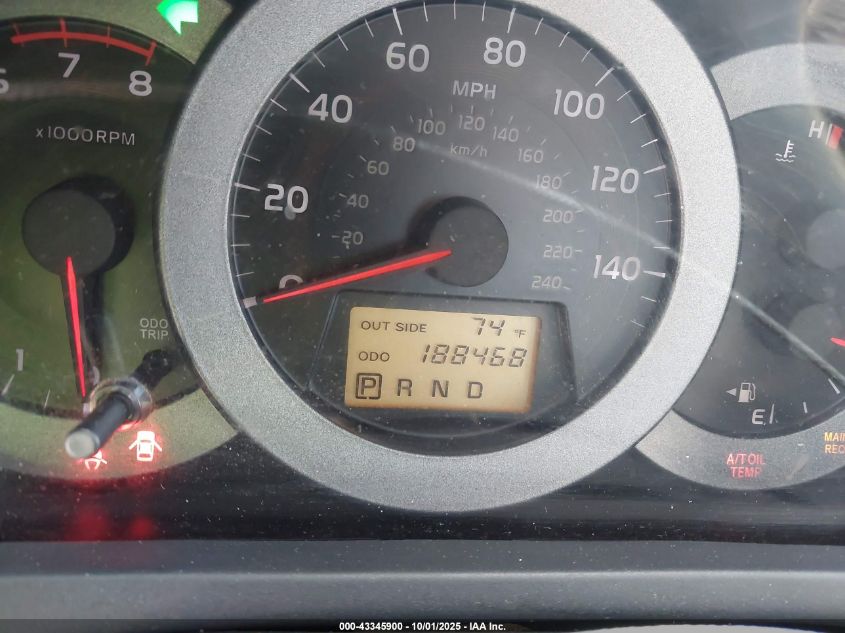 6 7 8
x1000RPM
1
ODO
TRIP
0 20 40 60 80 100 120 140
MPH
20 40 60 80 100 120 140 160 180 200 220 240
km/h
OUT SIDE 74 °F
ODO 188468
P R N D
H
E
A/T OIL
TEMP
000-43345900 - 10/01/2025 - IAA Inc.